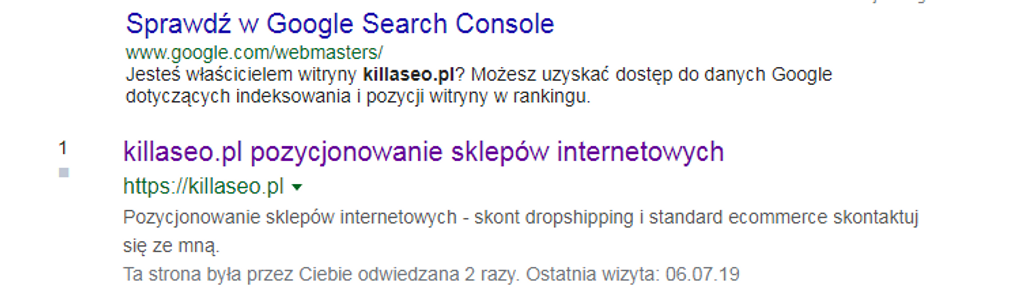 Sprawdź w Google Search Console
www.google.com/webmasters/
Jesteś właścicielem witryny killaseo.pl? Możesz uzyskać dostęp do danych Google
dotyczących indeksowania i pozycji witryny w rankingu.
1
killaseo.pl pozycjonowanie sklepów internetowych
https://killaseo.pl
Pozycjonowanie sklepów internetowych - skont dropshipping i standard ecommerce skontaktuj
się ze mną.
Ta strona była przez Ciebie odwiedzana 2 razy. Ostatnia wizyta: 06.07.19